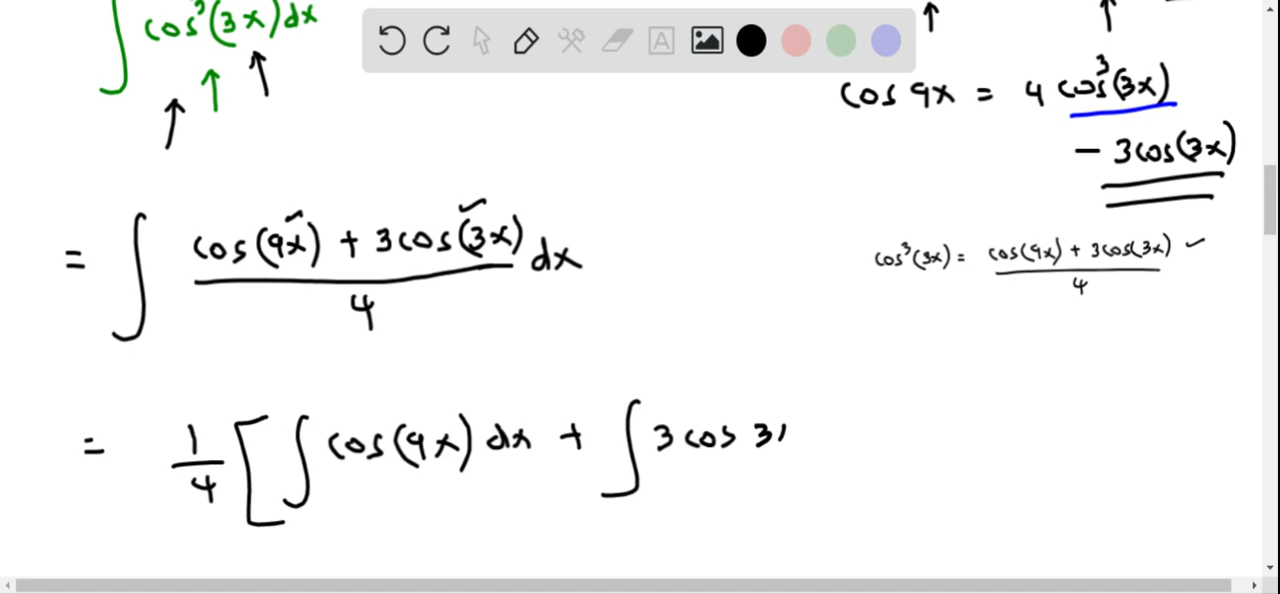 ∫ cos³(3x) dx
cos 9x = 4 cos³(3x)
− 3cos(3x)
= ∫ (cos(9x) + 3cos(3x))/4 dx
cos³(3x) = (cos(9x) + 3cos(3x))/4
= 1/4 [ ∫ cos(9x) dx + ∫ 3 cos 3